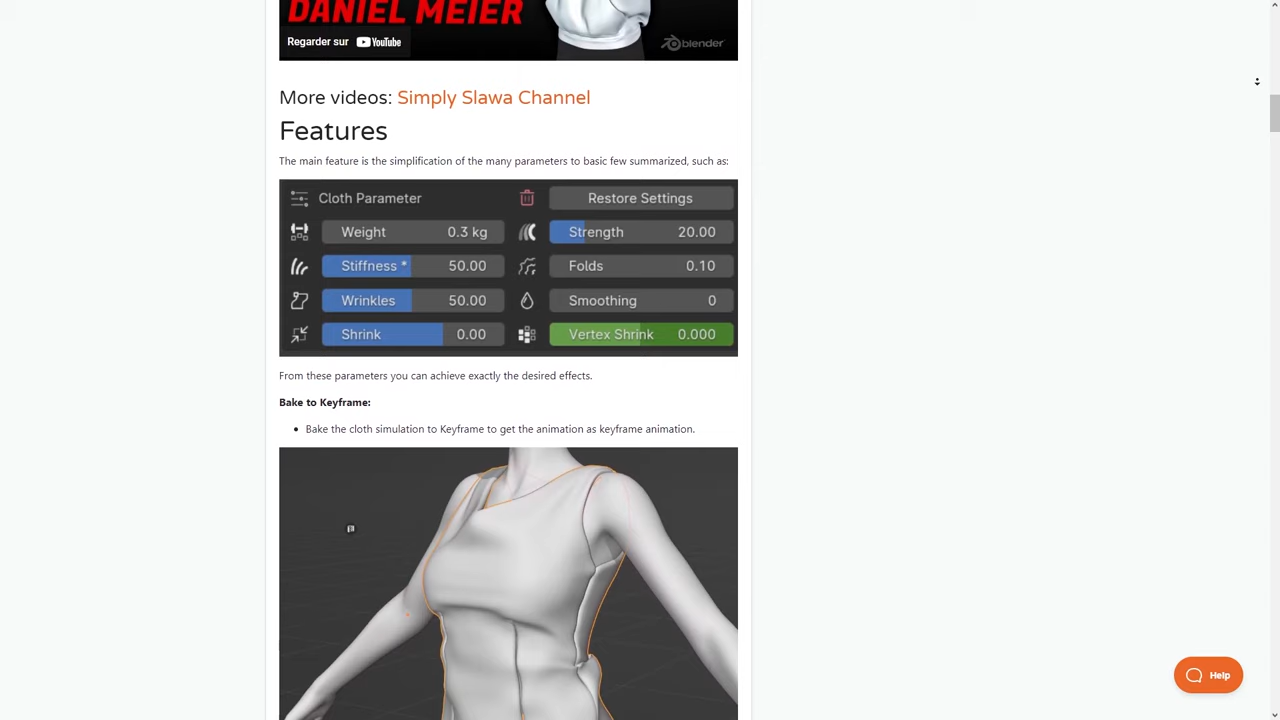 DANIEL MEIER
Regarder sur YouTube
blender
More videos: Simply Slawa Channel
Features
The main feature is the simplification of the many parameters to basic few summarized, such as:
Cloth Parameter Restore Settings
Weight 0.3 kg Strength 20.00
Stiffness * 50.00 Folds 0.10
Wrinkles 50.00 Smoothing 0
Shrink 0.00 Vertex Shrink 0.000
From these parameters you can achieve exactly the desired effects.
Bake to Keyframe:
• Bake the cloth simulation to Keyframe to get the animation as keyframe animation.
Help